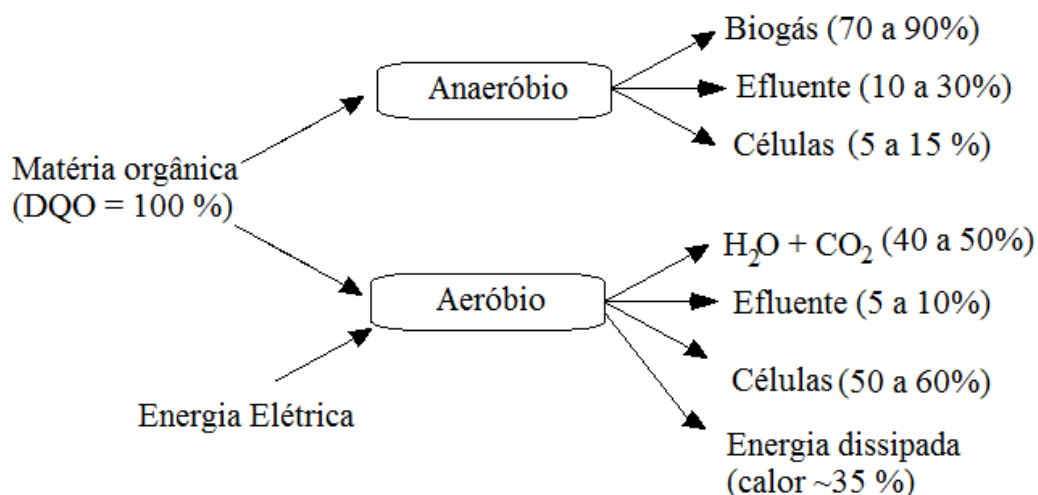 Biogás (70 a 90%)
Anaeróbio
Efluente (10 a 30%)
Células (5 a 15 %)
Matéria orgânica
(DQO = 100 %)
H₂O + CO₂ (40 a 50%)
Aeróbio
Efluente (5 a 10%)
Células (50 a 60%)
Energia Elétrica
Energia dissipada
(calor ~35 %)